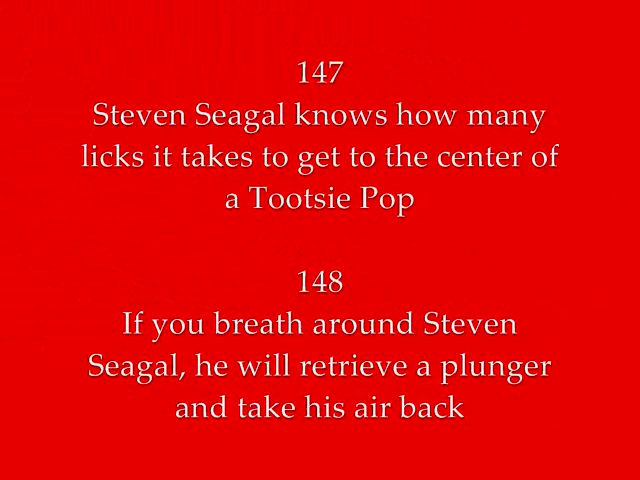 147
Steven Seagal knows how many
licks it takes to get to the center of
a Tootsie Pop
148
If you breath around Steven
Seagal, he will retrieve a plunger
and take his air back